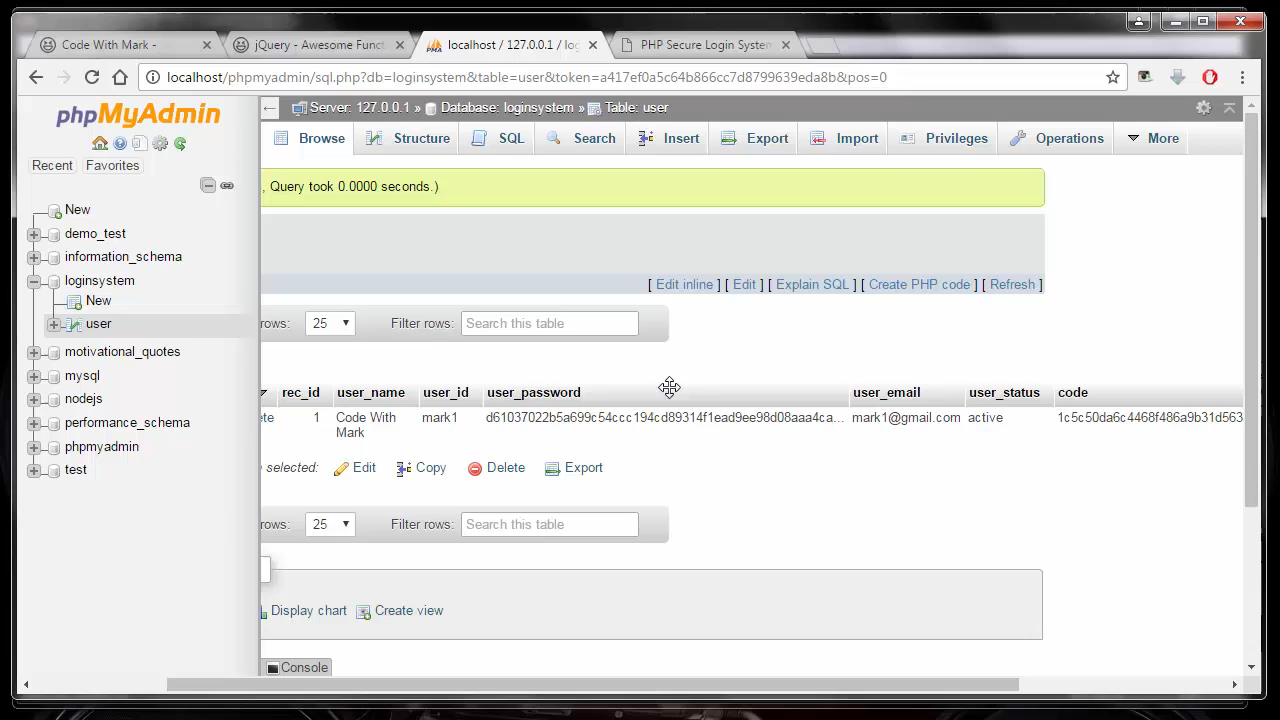 Code With Mark -
jQuery - Awesome Funct
localhost / 127.0.0.1 / log
PHP Secure Login System
localhost/phpmyadmin/sql.php?db=loginsystem&table=user&token=a417ef0a5c64b866cc7d8799639eda8b&pos=0
phpMyAdmin
Recent
Favorites
New
demo_test
information_schema
loginsystem
New
user
motivational_quotes
mysql
nodejs
performance_schema
phpmyadmin
test
Server: 127.0.0.1 » Database: loginsystem » Table: user
Browse Structure SQL Search Insert Export Import Privileges Operations More
, Query took 0.0000 seconds.)
[ Edit inline ] [ Edit ] [ Explain SQL ] [ Create PHP code ] [ Refresh ]
rows: 25 Filter rows: Search this table
rec_id user_name user_id user_password user_email user_status code
ete 1 Code With mark1 d61037022b5a699c54ccc194cd89314f1ead9ee98d08aaa4ca... mark1@gmail.com active 1c5c50da6c4468f486a9b31d563
Mark
selected: Edit Copy Delete Export
rows: 25 Filter rows: Search this table
Display chart Create view
Console